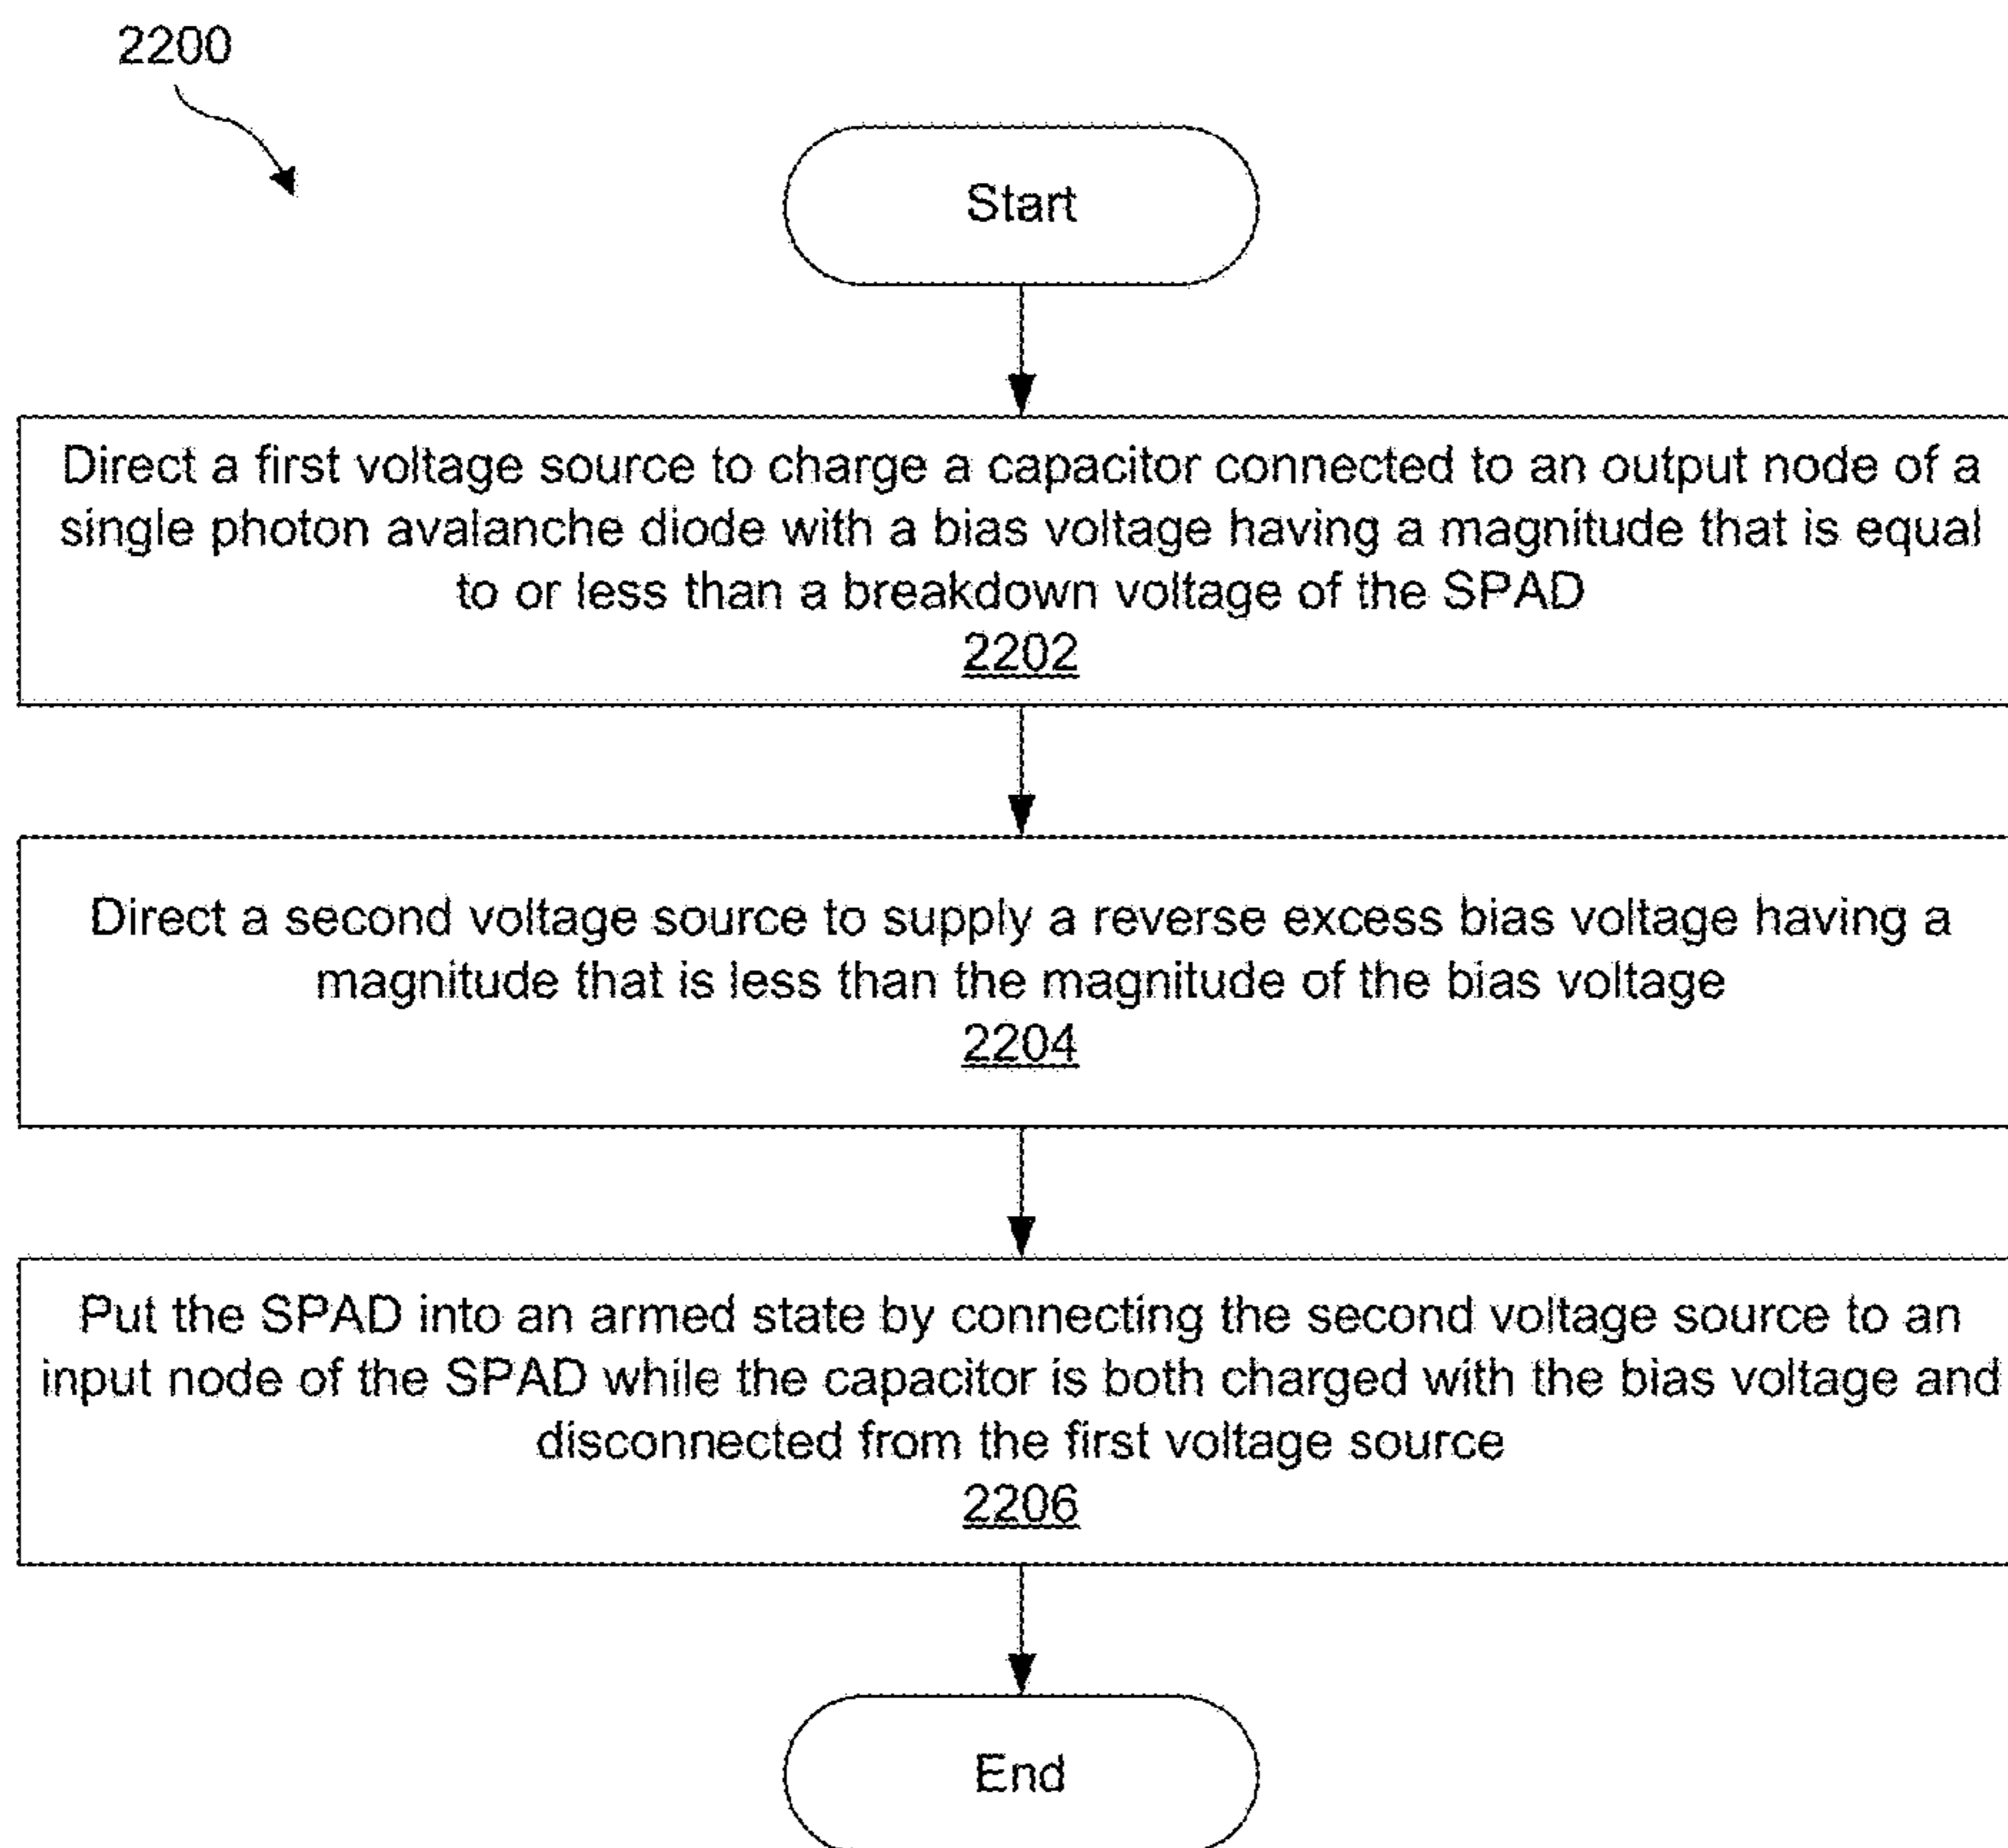 2200
Start
Direct a first voltage source to charge a capacitor connected to an output node of a
single photon avalanche diode with a bias voltage having a magnitude that is equal
to or less than a breakdown voltage of the SPAD
2202
Direct a second voltage source to supply a reverse excess bias voltage having a
magnitude that is less than the magnitude of the bias voltage
2204
Put the SPAD into an armed state by connecting the second voltage source to an
input node of the SPAD while the capacitor is both charged with the bias voltage and
disconnected from the first voltage source
2206
End